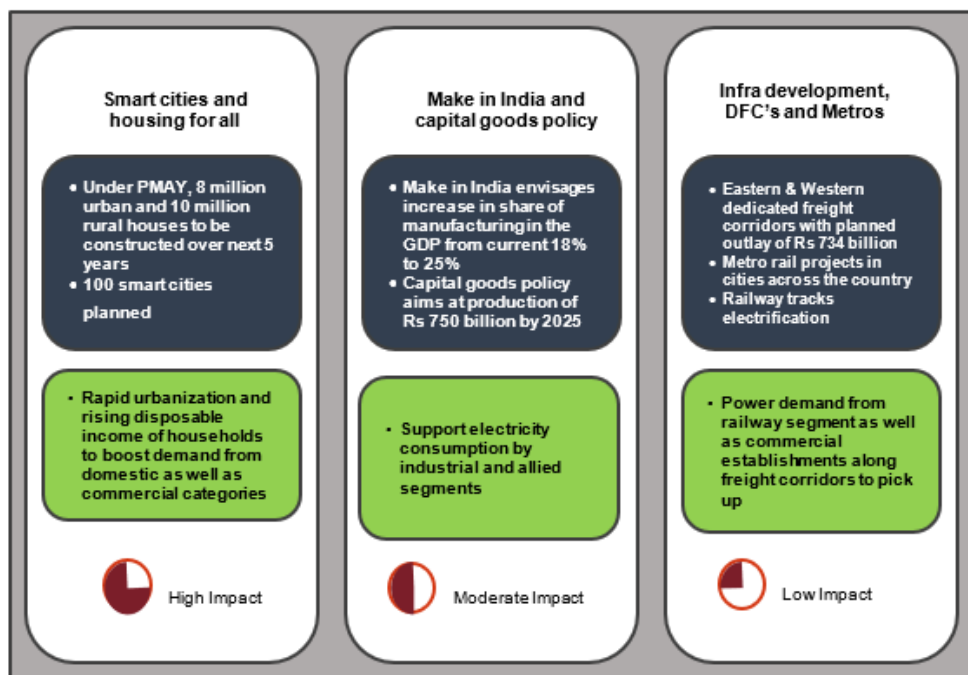 Smart cities and
housing for all
• Under PMAY, 8 million
urban and 10 million
rural houses to be
constructed over next 5
years
• 100 smart cities
planned
• Rapid urbanization and
rising disposable
income of households
to boost demand from
domestic as well as
commercial categories
High Impact
Make in India and
capital goods policy
• Make in India envisages
increase in share of
manufacturing in the
GDP from current 18%
to 25%
• Capital goods policy
aims at production of
Rs 750 billion by 2025
• Support electricity
consumption by
industrial and allied
segments
Moderate Impact
Infra development,
DFC's and Metros
• Eastern & Western
dedicated freight
corridors with planned
outlay of Rs 734 billion
• Metro rail projects in
cities across the country
• Railway tracks
electrification
• Power demand from
railway segment as well
as commercial
establishments along
freight corridors to pick
up
Low Impact